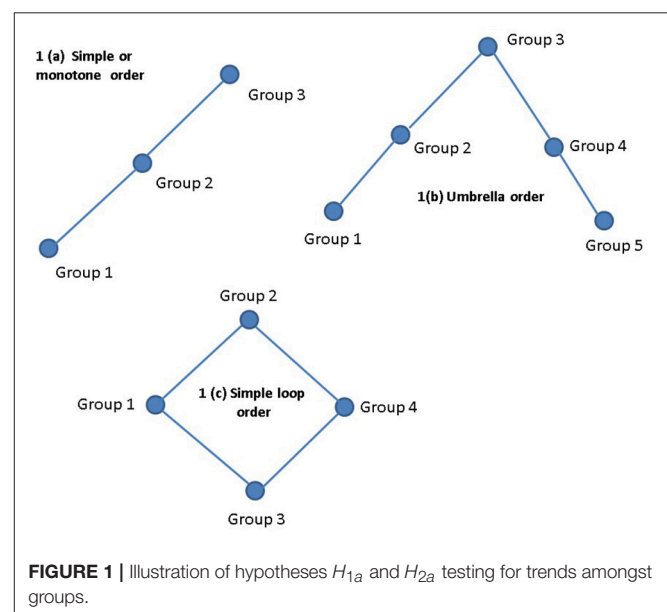 1 (a) Simple or
monotone order
Group 3
Group 2
Group 1
Group 3
Group 2
Group 4
1(b) Umbrella order
Group 1
Group 5
Group 2
Group 1
1 (c) Simple loop
order
Group 4
Group 3
FIGURE 1 | Illustration of hypotheses H1a and H2a testing for trends amongst
groups.